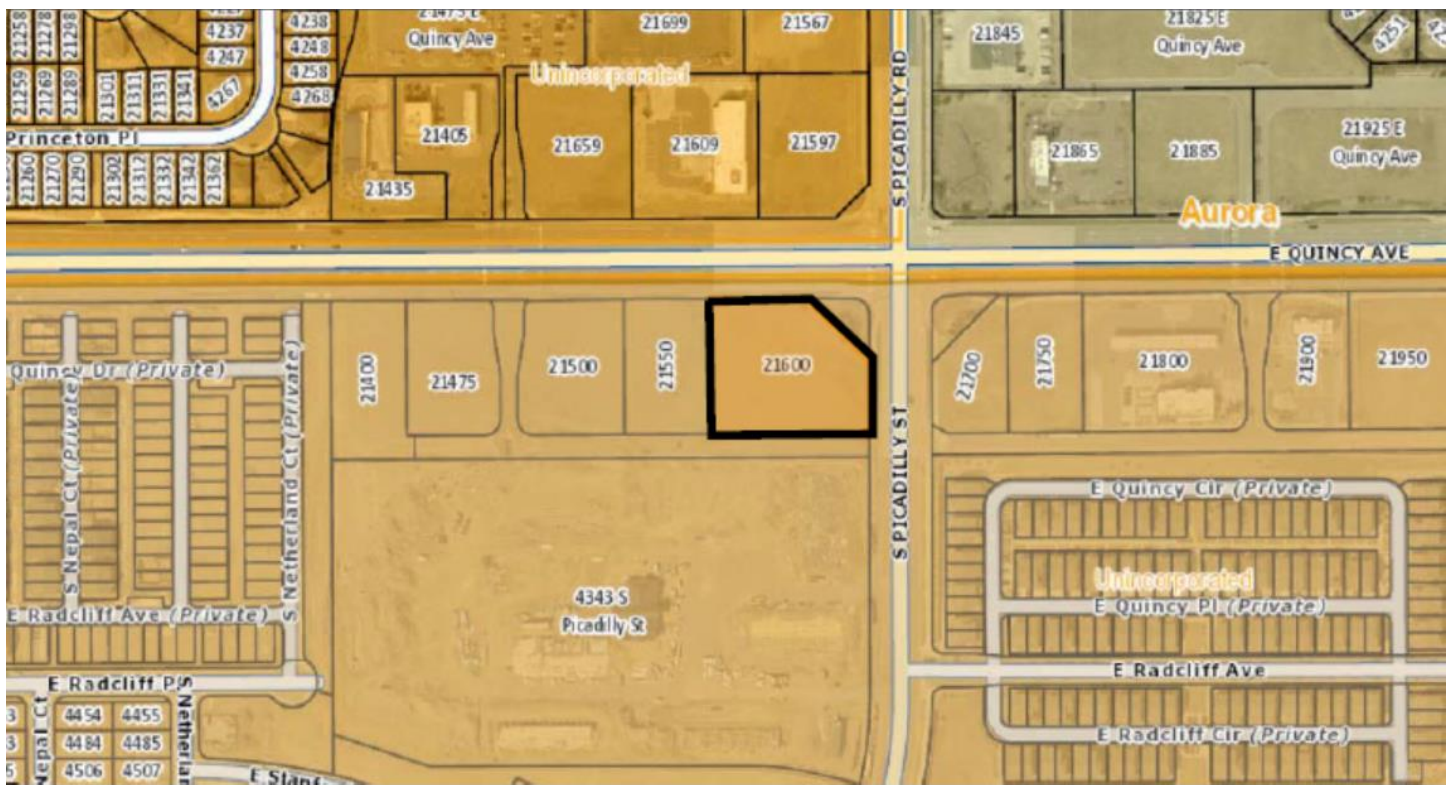 21258
21278
21298
4237
4247
4267
4238
4248
4258
4268
21475 E
Quincy Ave
21699
21567
S PICADILLY RD
21845
21825 E
Quincy Ave
4251
Unincorporated
21259
21269
21289
21301
21311
21331
21341
Princeton Pl
21405
21659
21609
21597
21865
21885
21925 E
Quincy Ave
21260
21270
21290
21302
21312
21332
21342
21362
21435
Aurora
E QUINCY AVE
21400
21475
21500
21550
21600
21700
21750
21800
21900
21950
Quincy Dr (Private)
S Nepal Ct (Private)
S Netherland Ct (Private)
S PICADILLY ST
E Quincy Cir (Private)
4343 S
Picadilly St
Unincorporated
E Quincy Pl (Private)
E Radcliff Ave (Private)
E Radcliff Ave
E Radcliff Pl
S Netherlan
Nepal Ct
4454
4455
4484
4485
4506
4507
E Radcliff Cir (Private)
E Stanf